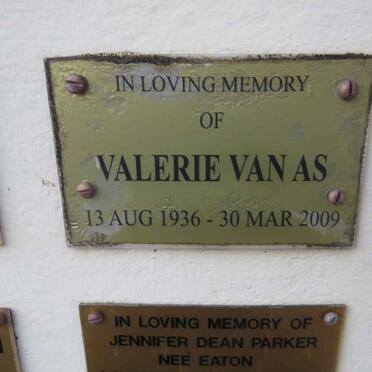 IN LOVING MEMORY
OF
VALERIE VAN AS
13 AUG 1936 - 30 MAR 2009
IN LOVING MEMORY OF
JENNIFER DEAN PARKER
NEÉ EATON